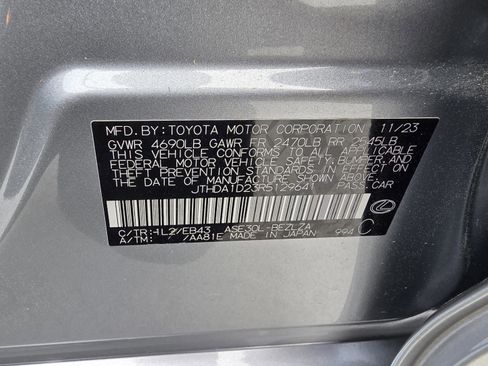 MFD.BY:TOYOTA MOTOR CORPORATION 11/23
GVWR 4690LB GAWR FR 2470LB RR 2545LB
THIS VEHICLE CONFORMS TO ALL APPLICABLE
FEDERAL MOTOR VEHICLE SAFETY, BUMPER, AND
THEFT PREVENTION STANDARDS IN EFFECT ON
THE DATE OF MANUFACTURE SHOWN ABOVE.
JTHDA1D23R5129641 PASS.CAR
C/TR: 1L2/EB43 ASE30L-BEZLZA
A/TM: /AA81E MADE IN JAPAN 994 C